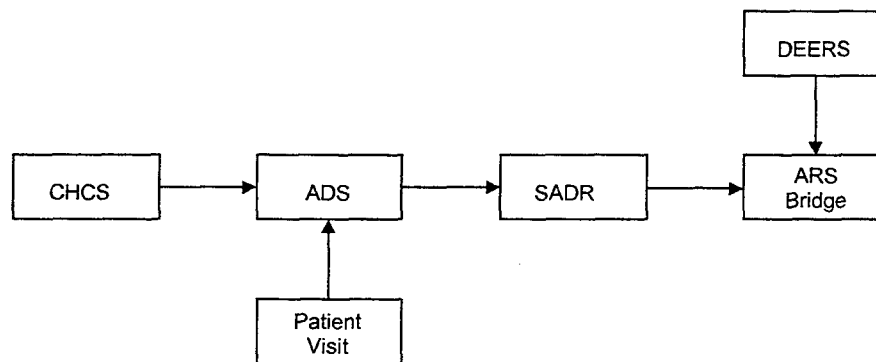 DEERS
CHCS
ADS
SADR
ARS
Bridge
Patient
Visit